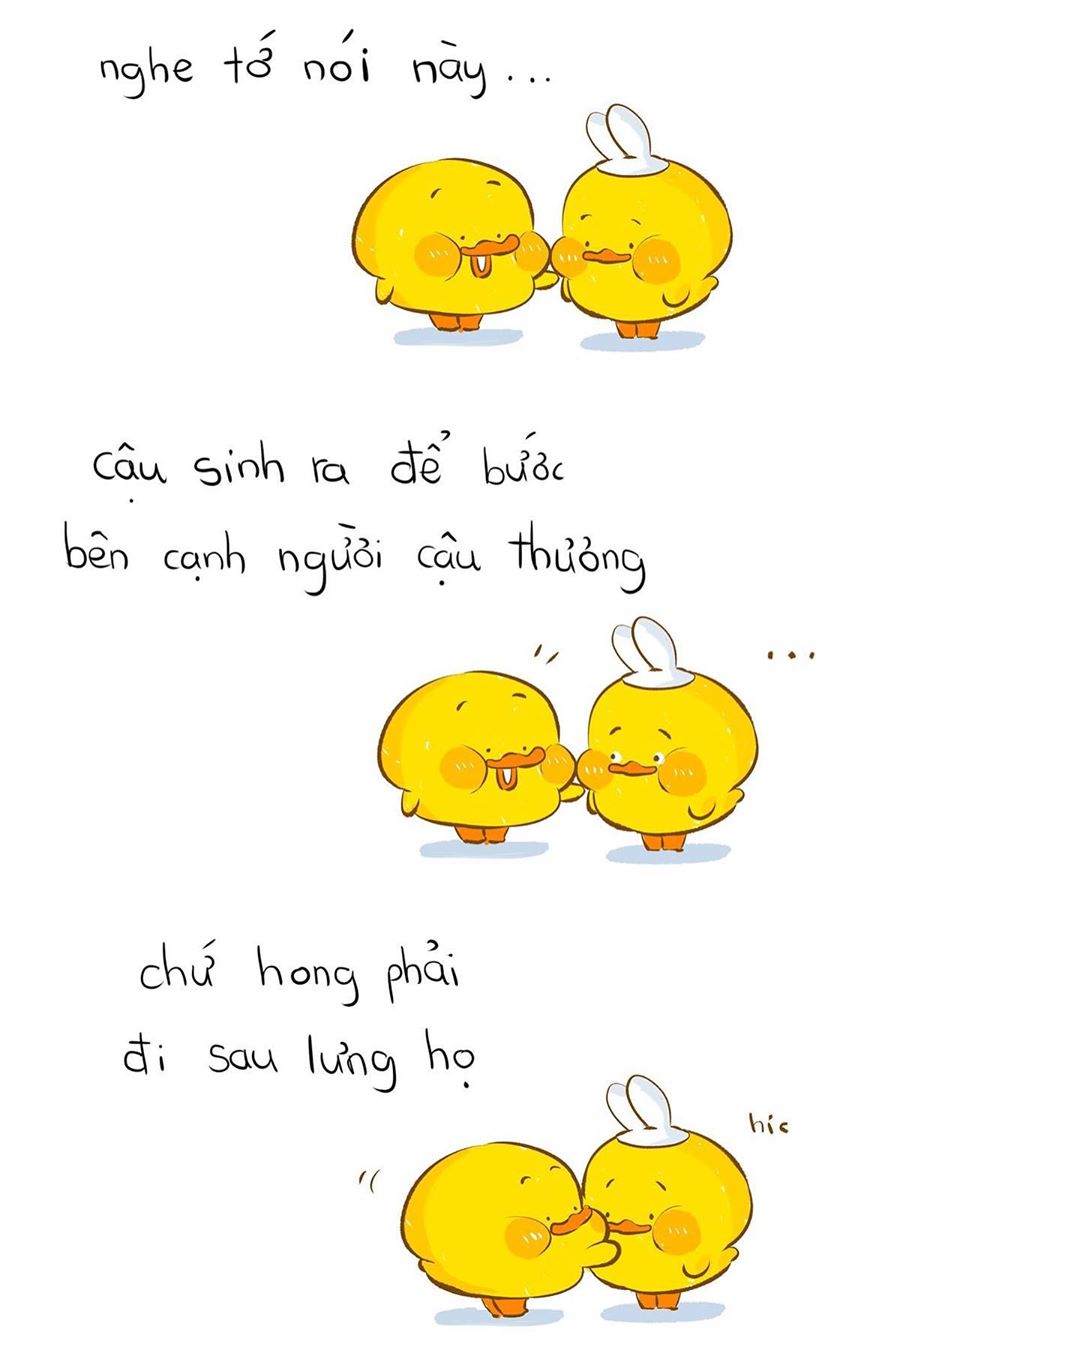 nghe tớ nói này...
cậu sinh ra để bước
bên cạnh người cậu thương
...
chứ hong phải
đi sau lưng họ
hic